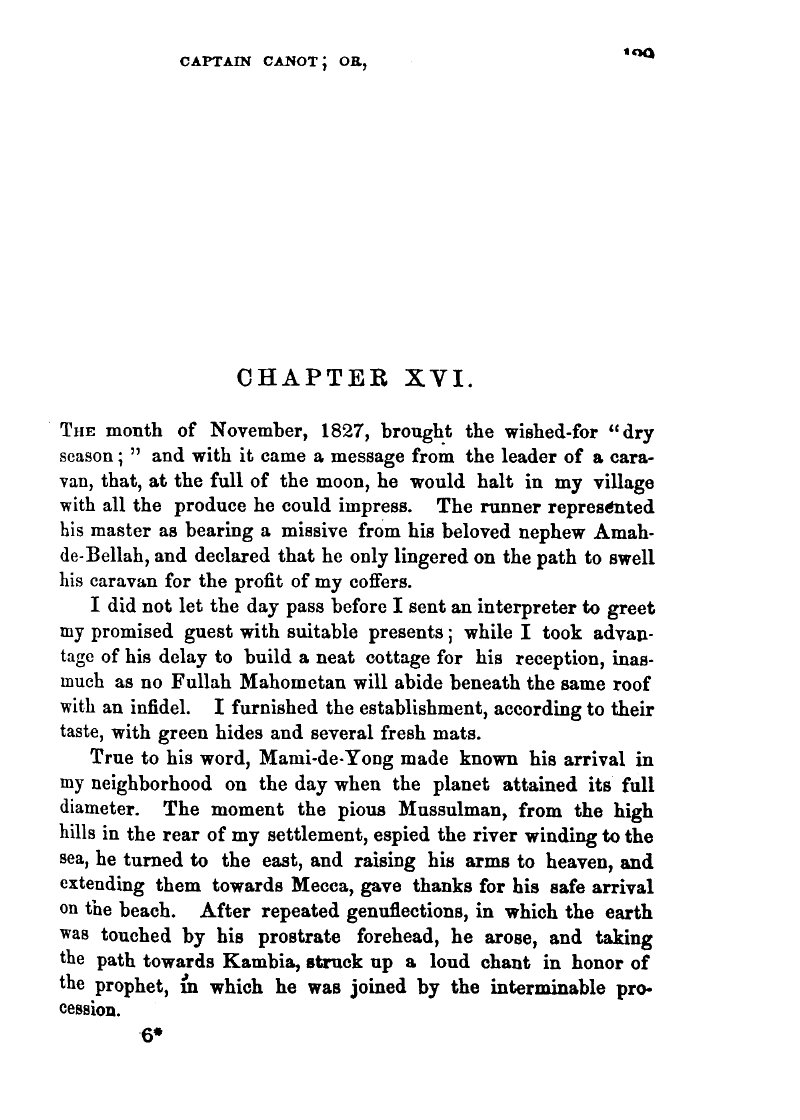 CAPTAIN CANOT; OR,
CHAPTER XVI.
THE month of November, 1827, brought the wished-for "dry
season;" and with it came a message from the leader of a cara-
van, that, at the full of the moon, he would halt in my village
with all the produce he could impress. The runner represented
his master as bearing a missive from his beloved nephew Amah-
de-Bellah, and declared that he only lingered on the path to swell
his caravan for the profit of my coffers.
I did not let the day pass before I sent an interpreter to greet
my promised guest with suitable presents; while I took advan-
tage of his delay to build a neat cottage for his reception, inas-
much as no Fullah Mahometan will abide beneath the same roof
with an infidel. I furnished the establishment, according to their
taste, with green hides and several fresh mats.
True to his word, Mami-de-Yong made known his arrival in
my neighborhood on the day when the planet attained its full
diameter. The moment the pious Mussulman, from the high
hills in the rear of my settlement, espied the river winding to the
sea, he turned to the east, and raising his arms to heaven, and
extending them towards Mecca, gave thanks for his safe arrival
on the beach. After repeated genuflections, in which the earth
was touched by his prostrate forehead, he arose, and taking
the path towards Kambia, struck up a loud chant in honor of
the prophet, in which he was joined by the interminable pro-
cession.
6*